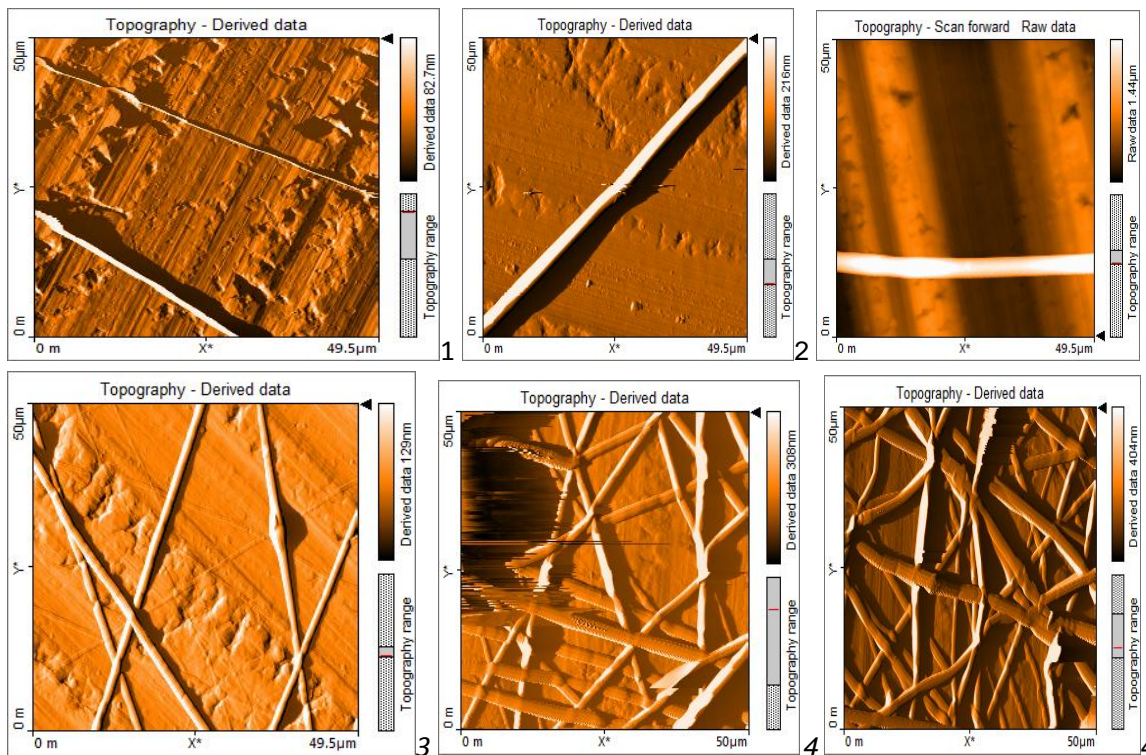 Topography - Derived data
50µm
Y*
0 m
0 m
X*
49.5µm
Derived data 82.7nm
Topography range
1
Topography - Derived data
50µm
Y*
0 m
0 m
X*
49.5µm
Derived data 216nm
Topography range
2
Topography - Scan forward Raw data
50µm
Y*
0 m
0 m
X*
49.5µm
Raw data 1.44µm
Topography range
Topography - Derived data
50µm
Y*
0 m
0 m
X*
49.5µm
Derived data 129nm
Topography range
3
Topography - Derived data
50µm
Y*
0 m
0 m
X*
50µm
Derived data 308nm
Topography range
4
Topography - Derived data
50µm
Y*
0 m
0 m
X*
50µm
Derived data 404nm
Topography range